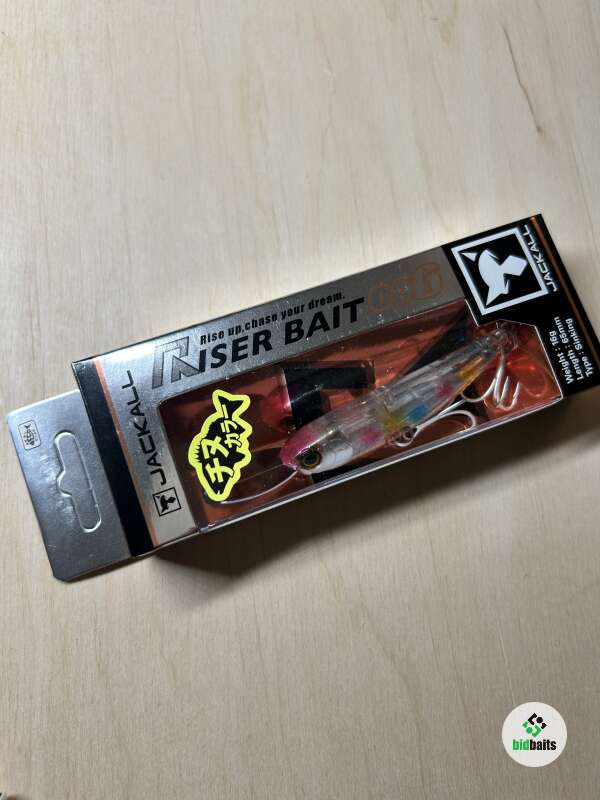 Rise up, chase your dream.
RISER BAIT
JACKALL
チヌ
カラー
JACKALL
Weight : 16g
Length : 66mm
Type : Sinking
bidbaits